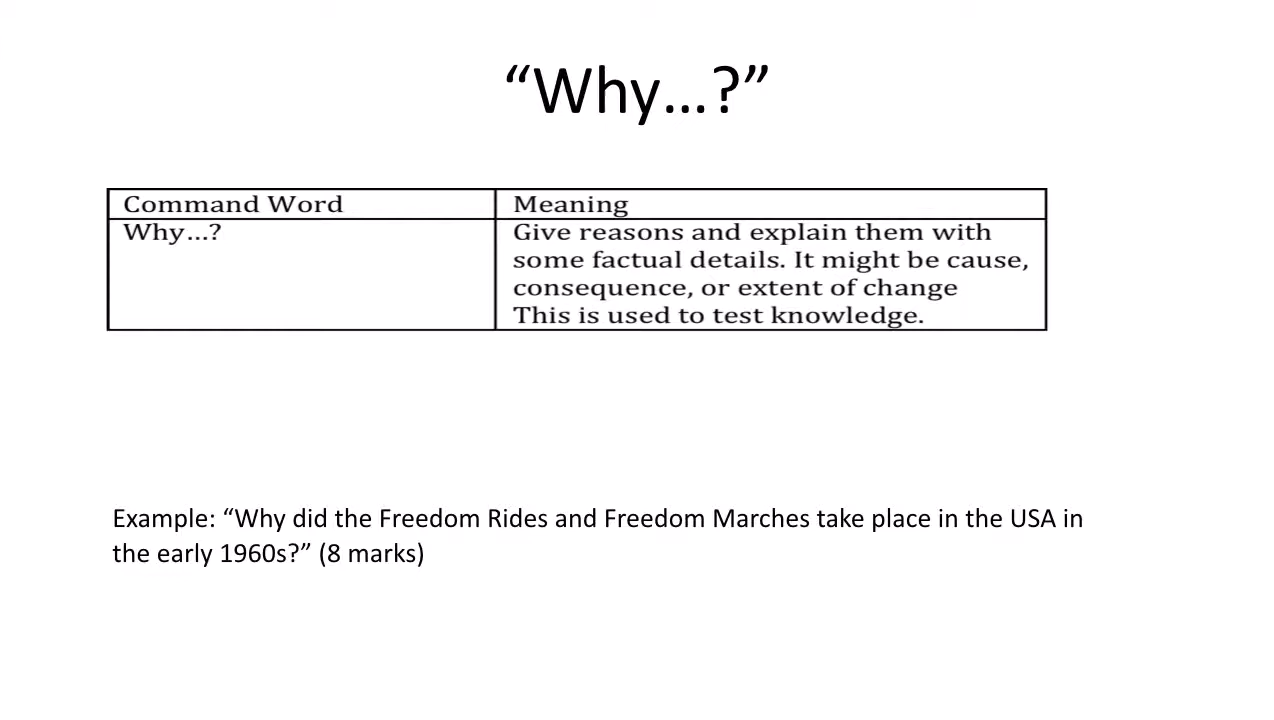 “Why…?”
Command Word
Meaning
Why…?
Give reasons and explain them with
some factual details. It might be cause,
consequence, or extent of change
This is used to test knowledge.
Example: “Why did the Freedom Rides and Freedom Marches take place in the USA in
the early 1960s?” (8 marks)